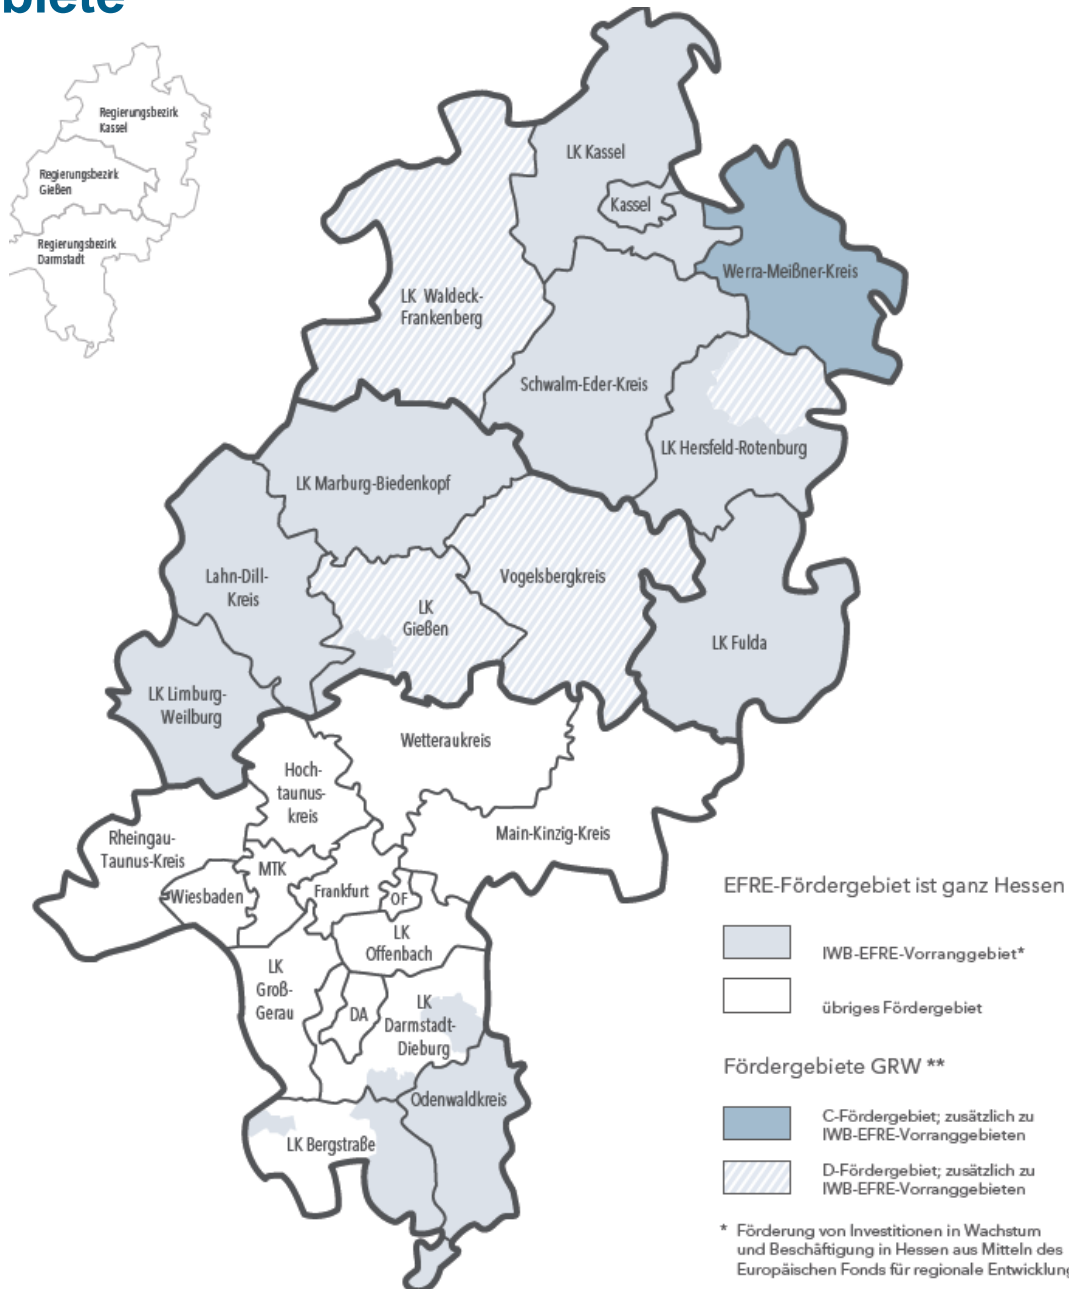 biete
Regierungsbezirk
Kassel
Regierungsbezirk
Gießen
Regierungsbezirk
Darmstadt
LK Kassel
Kassel
Werra-Meißner-Kreis
LK Waldeck-
Frankenberg
Schwalm-Eder-Kreis
LK Hersfeld-Rotenburg
LK Marburg-Biedenkopf
Lahn-Dill-
Kreis
LK
Gießen
Vogelsbergkreis
LK Fulda
LK Limburg-
Weilburg
Wetteraukreis
Hoch-
taunus-
kreis
Main-Kinzig-Kreis
Rheingau-
Taunus-Kreis
MTK
Wiesbaden
Frankfurt
OF
LK
Offenbach
LK
Groß-
Gerau
DA
LK
Darmstadt-
Dieburg
Odenwaldkreis
LK Bergstraße
EFRE-Fördergebiet ist ganz Hessen
IWB-EFRE-Vorranggebiet*
übriges Fördergebiet
Fördergebiete GRW **
C-Fördergebiet; zusätzlich zu
IWB-EFRE-Vorranggebieten
D-Fördergebiet; zusätzlich zu
IWB-EFRE-Vorranggebieten
* Förderung von Investitionen in Wachstum
und Beschäftigung in Hessen aus Mitteln des
Europäischen Fonds für regionale Entwicklung